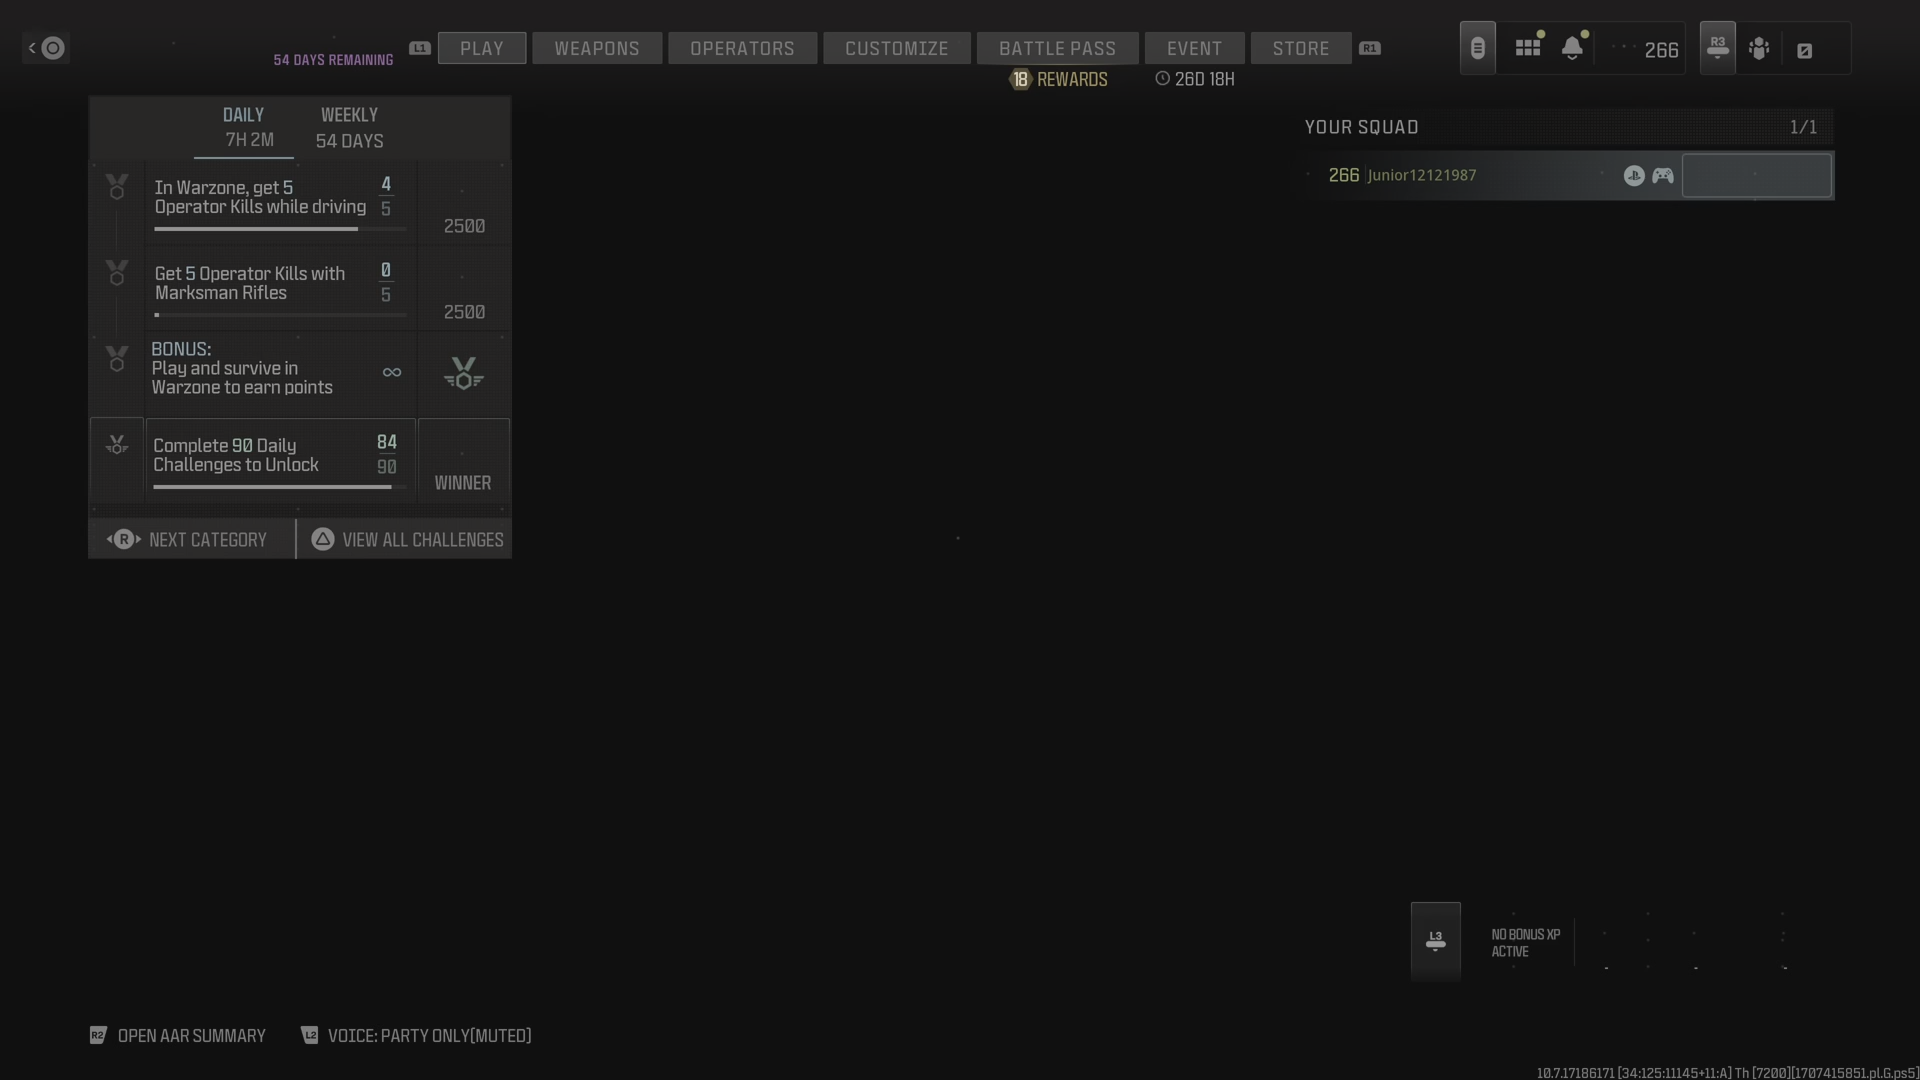 54 DAYS REMAINING
L1
PLAY
WEAPONS
OPERATORS
CUSTOMIZE
BATTLE PASS
EVENT
STORE
R1
266
R3
0
18 REWARDS
26D 18H
DAILY
7H 2M
WEEKLY
54 DAYS
In Warzone, get 5
Operator Kills while driving
4
5
2500
Get 5 Operator Kills with
Marksman Rifles
0
5
2500
BONUS:
Play and survive in
Warzone to earn points
∞
Complete 90 Daily
Challenges to Unlock
84
90
WINNER
R NEXT CATEGORY
VIEW ALL CHALLENGES
YOUR SQUAD
1/1
266 Junior12121987
L3
NO BONUS XP
ACTIVE
R2 OPEN AAR SUMMARY
L2 VOICE: PARTY ONLY[MUTED]
10.7.17186171 [34:125:11145+11:A] Th [7200][1707415851.pl.G.ps5]